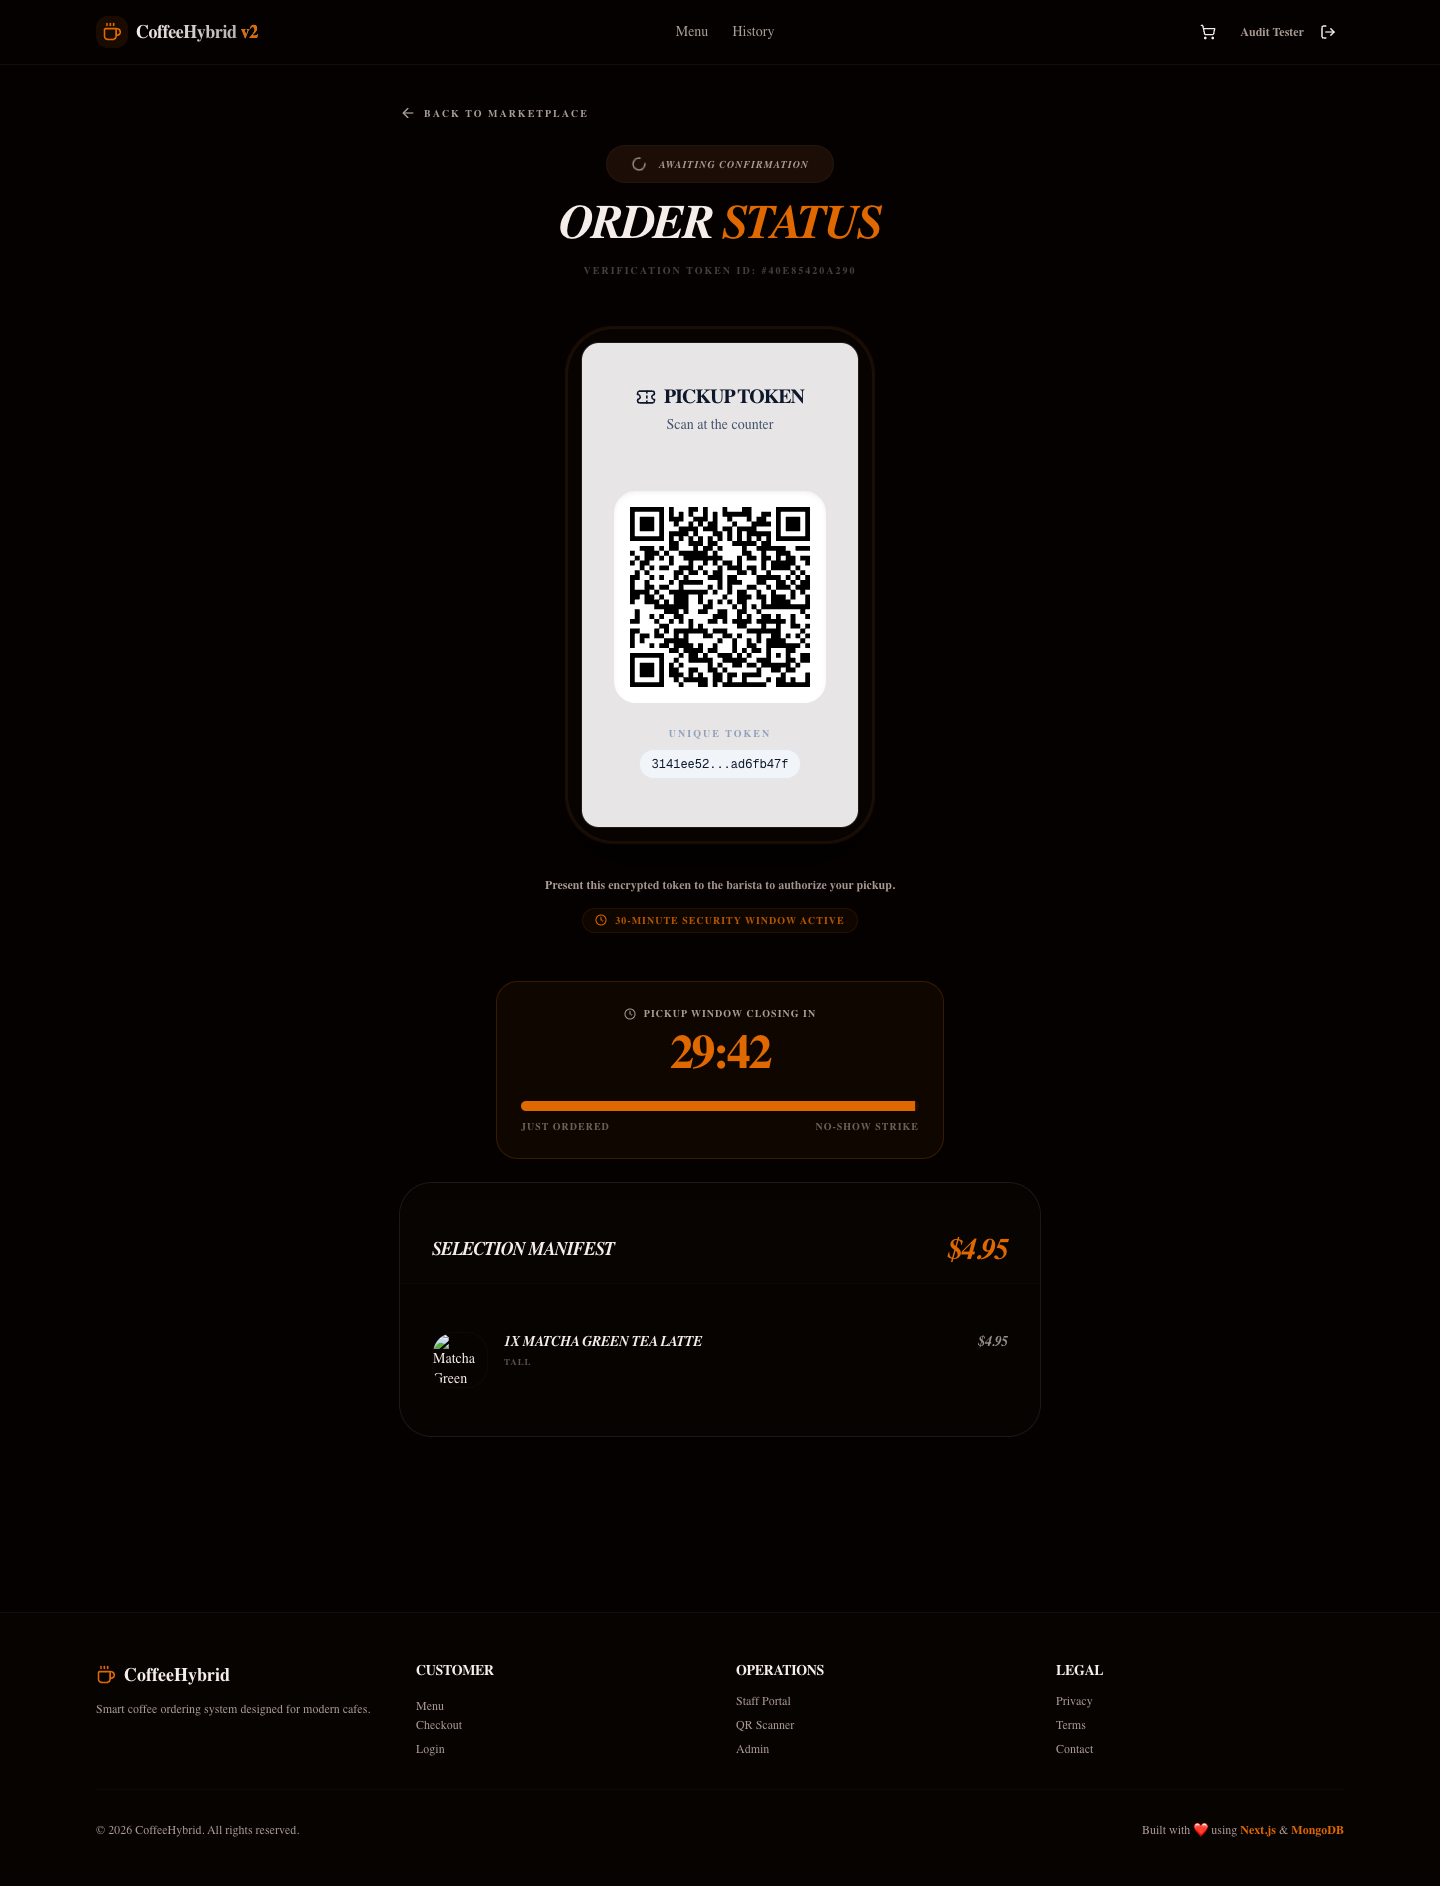 CoffeeHybrid v2
Menu
History
Audit Tester
BACK TO MARKETPLACE
AWAITING CONFIRMATION
ORDER STATUS
VERIFICATION TOKEN ID: #40E85420A290
PICKUP TOKEN
Scan at the counter
UNIQUE TOKEN
3141ee52...ad6fb47f
Present this encrypted token to the barista to authorize your pickup.
30-MINUTE SECURITY WINDOW ACTIVE
PICKUP WINDOW CLOSING IN
29:42
JUST ORDERED
NO-SHOW STRIKE
SELECTION MANIFEST
$4.95
Matcha
Green
1X MATCHA GREEN TEA LATTE
$4.95
TALL
CoffeeHybrid
Smart coffee ordering system designed for modern cafes.
CUSTOMER
Menu
Checkout
Login
OPERATIONS
Staff Portal
QR Scanner
Admin
LEGAL
Privacy
Terms
Contact
© 2026 CoffeeHybrid. All rights reserved.
Built with ❤️ using Next.js & MongoDB